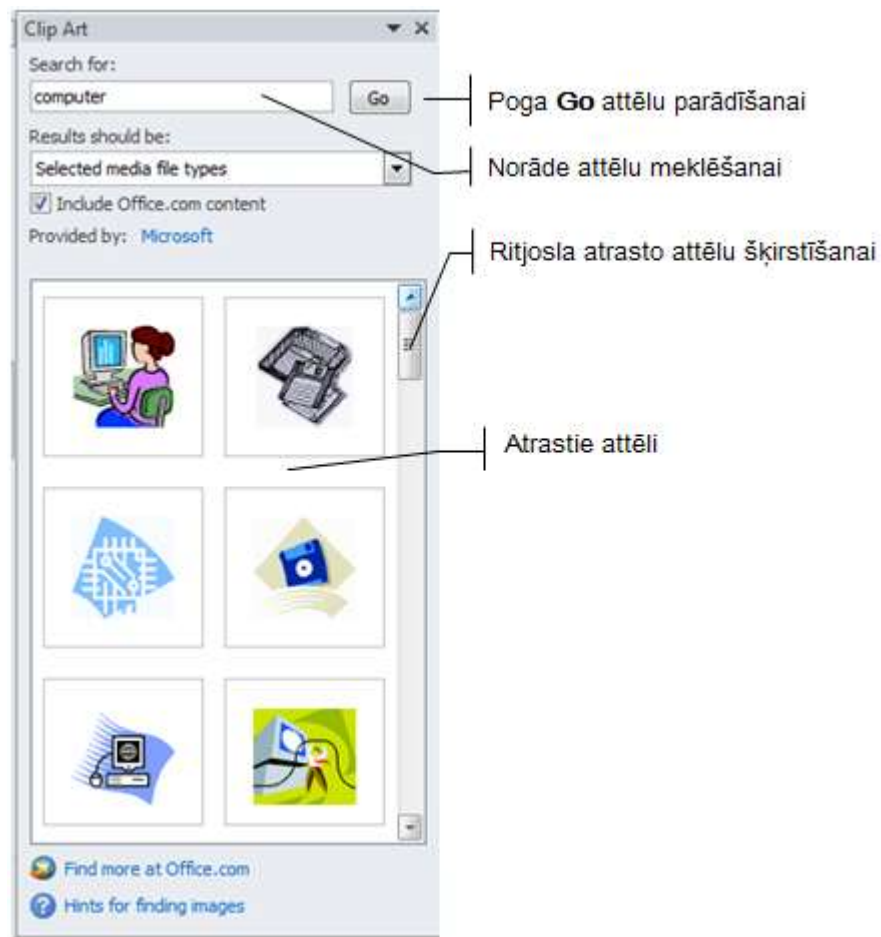 Clip Art
Search for:
computer
Go
Poga Go attēlu parādīšanai
Results should be:
Selected media file types
Norāde attēlu meklēšanai
Include Office.com content
Provided by: Microsoft
Ritjosla atrasto attēlu šķirstīšanai
Atrastie attēli
Find more at Office.com
Hints for finding images